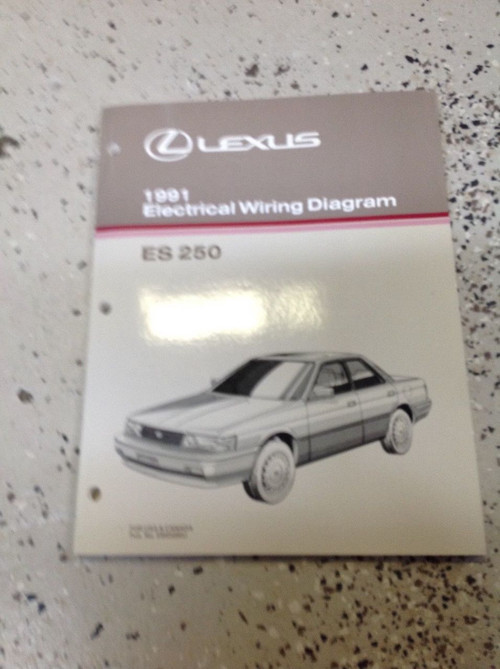 LEXUS
1991
Electrical Wiring Diagram
ES 250